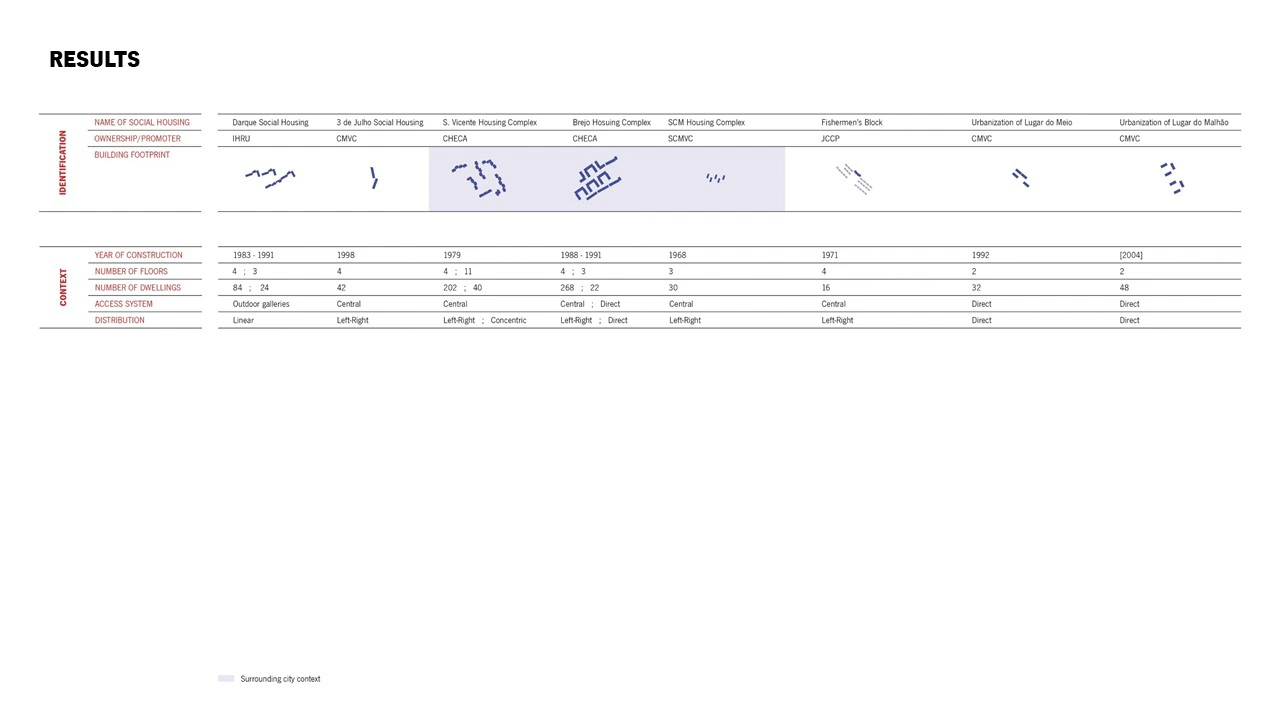 RESULTS
IDENTIFICATION
NAME OF SOCIAL HOUSING Darque Social Housing 3 de Julho Social Housing S. Vicente Housing Complex Brejo Hosuing Complex SCM Housing Complex Fishermen's Block Urbanization of Lugar do Meio Urbanization of Lugar do Malhão
OWNERSHIP/PROMOTER IHRU CMVC CHECA CHECA SCMVC JCCP CMVC CMVC
BUILDING FOOTPRINT
CONTEXT
YEAR OF CONSTRUCTION 1983 - 1991 1998 1979 1988 - 1991 1968 1971 1992 [2004]
NUMBER OF FLOORS 4 ; 3 4 4 ; 11 4 ; 3 3 4 2 2
NUMBER OF DWELLINGS 84 ; 24 42 202 ; 40 268 ; 22 30 16 32 48
ACCESS SYSTEM Outdoor galleries Central Central Central ; Direct Central Central Direct Direct
DISTRIBUTION Linear Left-Right Left-Right ; Concentric Left-Right ; Direct Left-Right Left-Right Direct Direct
Surrounding city context